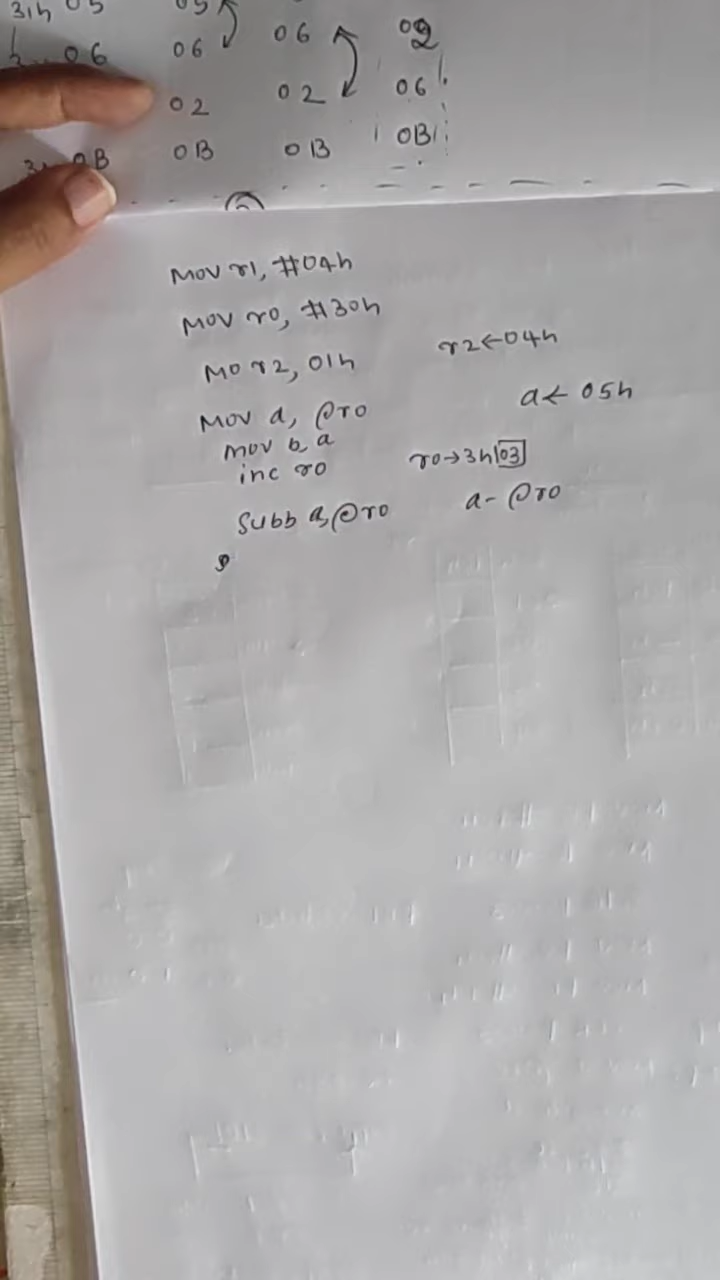 31h 05 05
06 06 06 02
02 02 06
0B 0B 0B 0B
Mov r1, #04h
Mov r0, #30h
Mo r2, 01h r2←04h
Mov a, @r0 a← 05h
mov b, a
inc r0 r0→3h 03
Subb a, @r0 a- @r0